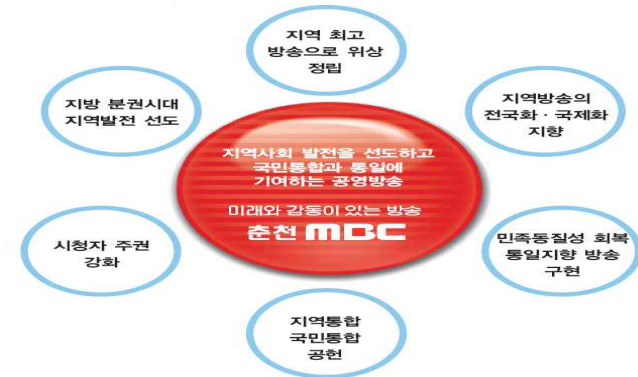 지역 최고
방송으로 위상
정립
지방 분권시대
지역발전 선도
지역방송의
전국화 · 국제화
지향
지역사회 발전을 선도하고
국민통합과 통일에
기여하는 공영방송
미래와 감동이 있는 방송
춘천 MBC
시청자 주권
강화
민족동질성 회복
통일지향 방송
구현
지역통합
국민통합
공헌